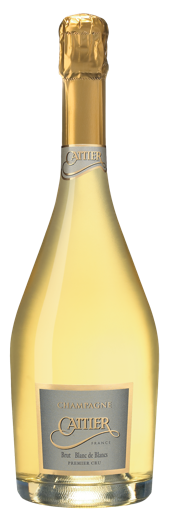 CATTIER
CHAMPAGNE
CATTIER
FRANCE
Brut Blanc de Blancs
PREMIER CRU